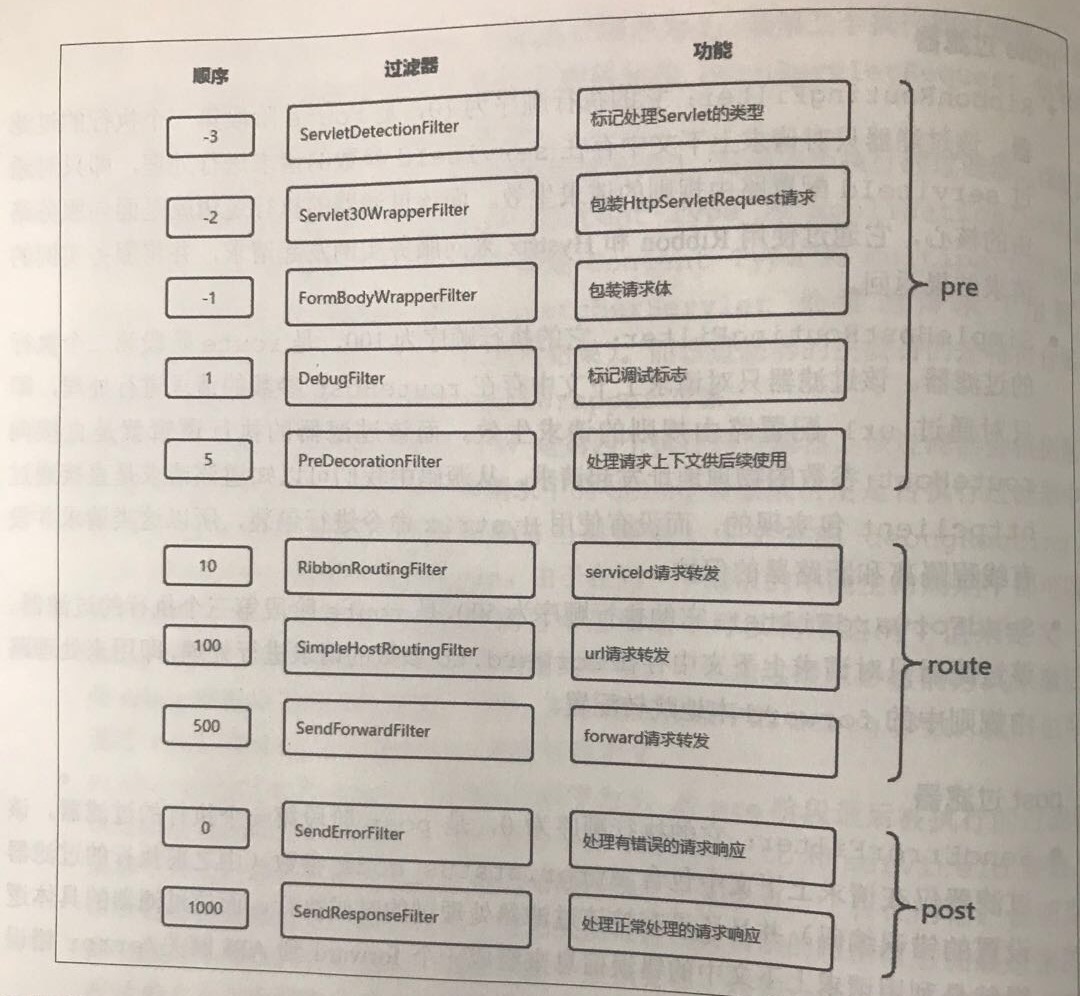 顺序 过滤器 功能
-3 ServletDetectionFilter 标记处理Servlet的类型
-2 Servlet30WrapperFilter 包装HttpServletRequest请求
-1 FormBodyWrapperFilter 包装请求体
pre
1 DebugFilter 标记调试标志
5 PreDecorationFilter 处理请求上下文供后续使用
10 RibbonRoutingFilter serviceId请求转发
100 SimpleHostRoutingFilter url请求转发
route
500 SendForwardFilter forward请求转发
0 SendErrorFilter 处理有错误的请求响应
post
1000 SendResponseFilter 处理正常处理的请求响应